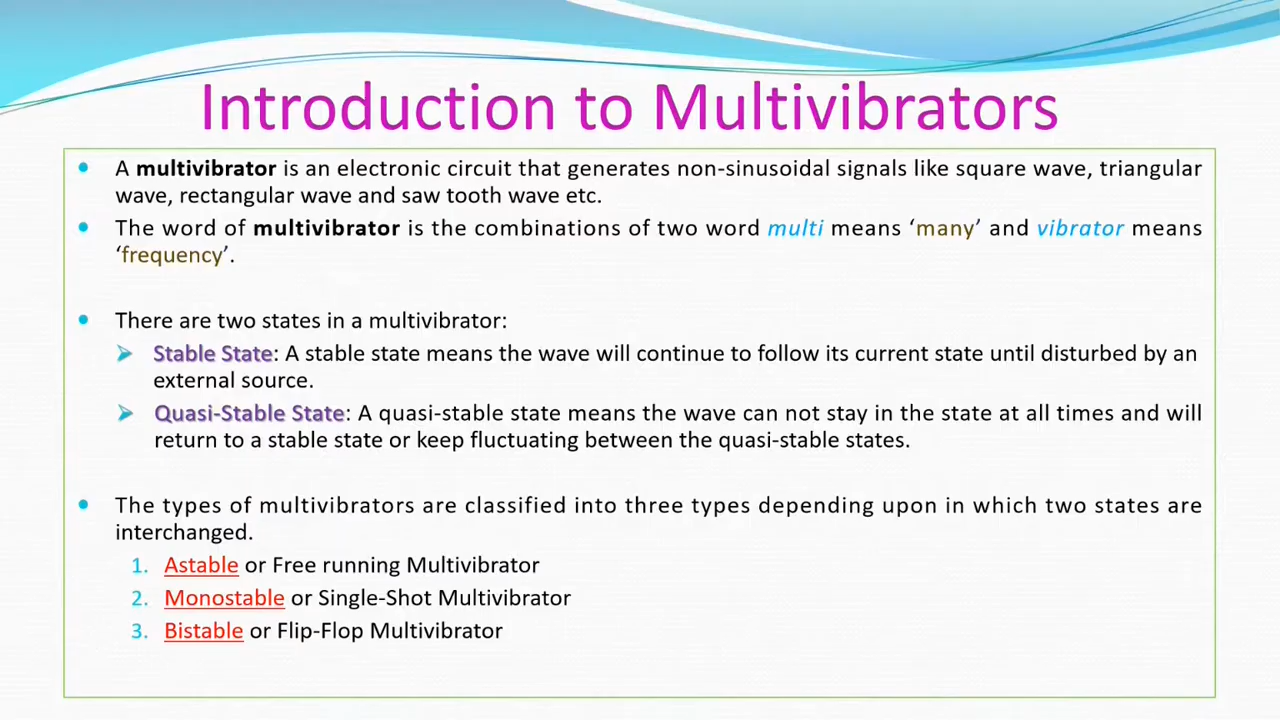 Introduction to Multivibrators
• A multivibrator is an electronic circuit that generates non-sinusoidal signals like square wave, triangular
wave, rectangular wave and saw tooth wave etc.
• The word of multivibrator is the combinations of two word multi means ‘many’ and vibrator means
‘frequency’.
• There are two states in a multivibrator:
➢ Stable State: A stable state means the wave will continue to follow its current state until disturbed by an
external source.
➢ Quasi-Stable State: A quasi-stable state means the wave can not stay in the state at all times and will
return to a stable state or keep fluctuating between the quasi-stable states.
• The types of multivibrators are classified into three types depending upon in which two states are
interchanged.
1. Astable or Free running Multivibrator
2. Monostable or Single-Shot Multivibrator
3. Bistable or Flip-Flop Multivibrator